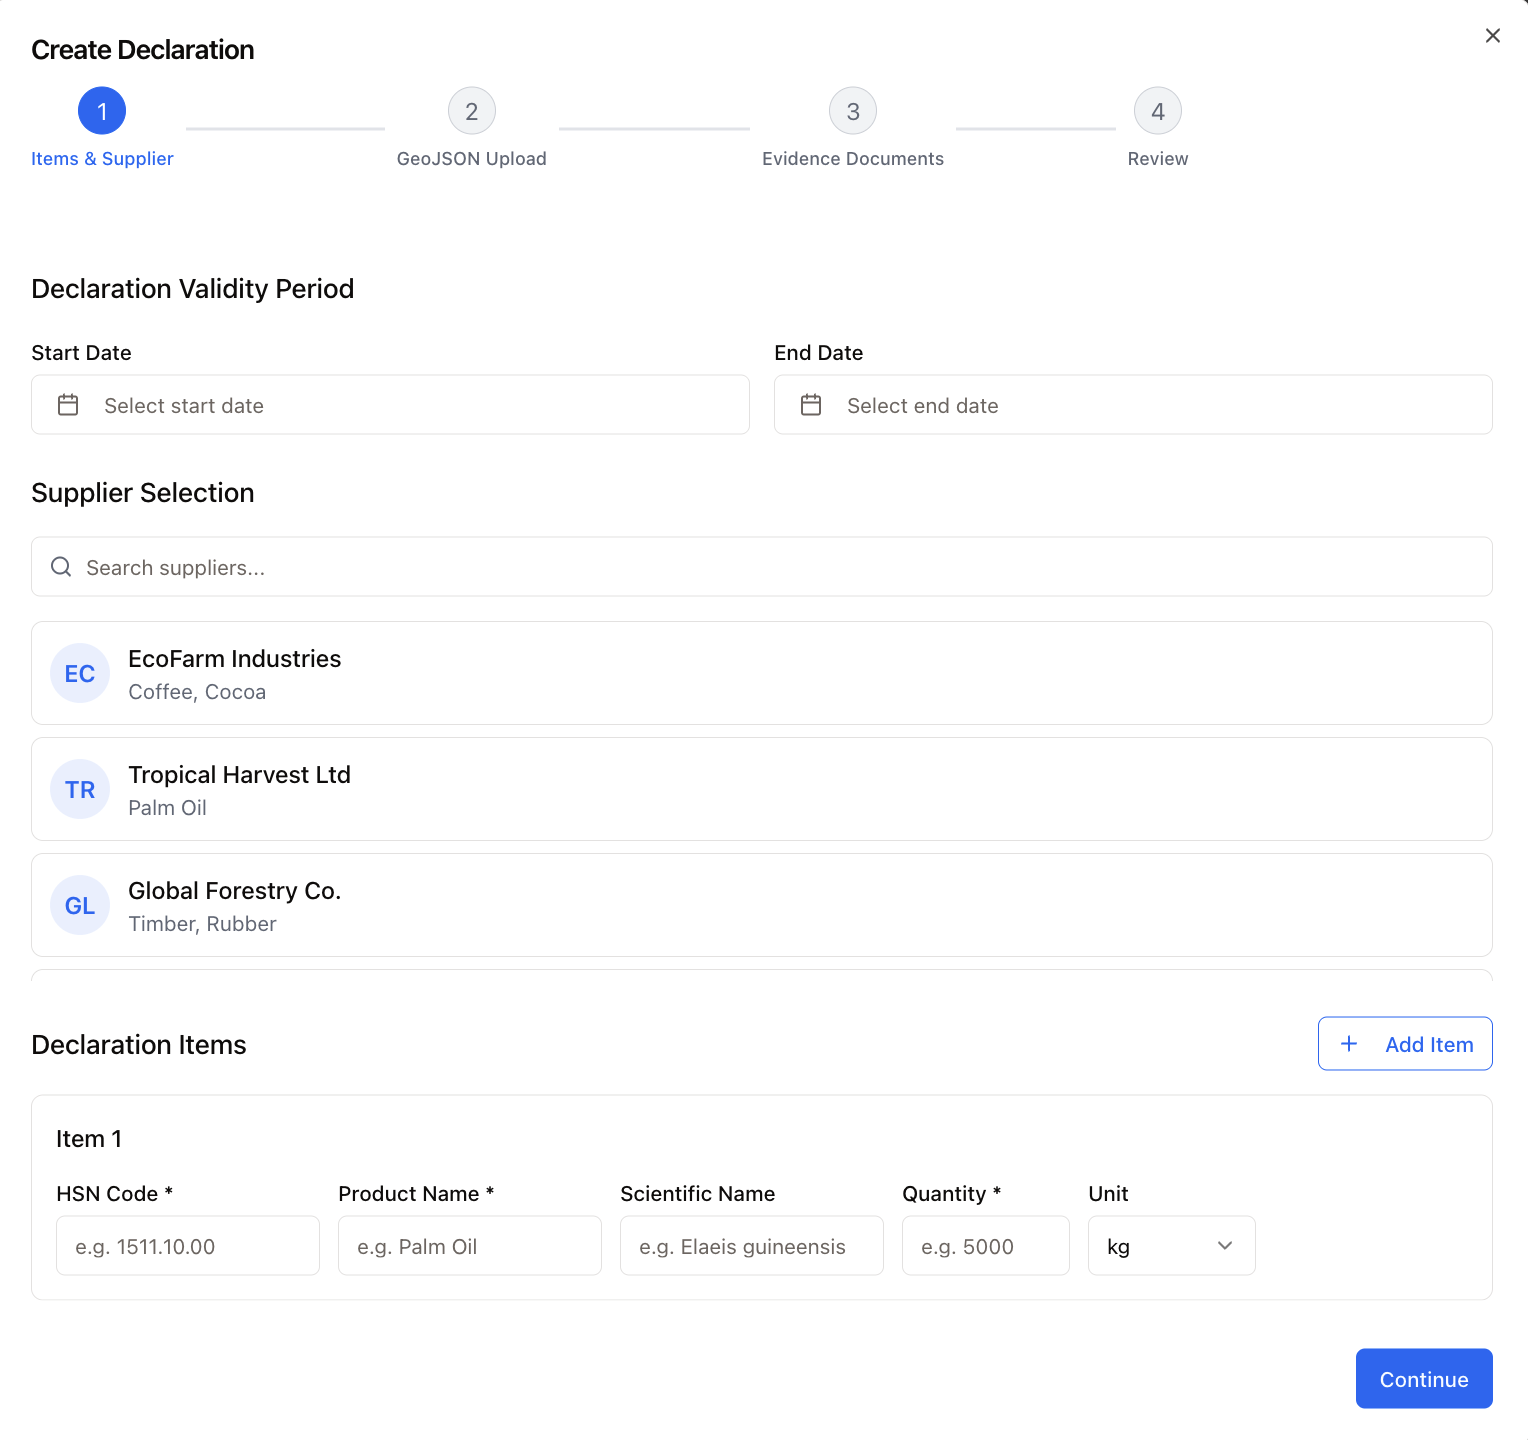 Create Declaration
1
Items & Supplier
2
GeoJSON Upload
3
Evidence Documents
4
Review
Declaration Validity Period
Start Date
Select start date
End Date
Select end date
Supplier Selection
Search suppliers...
EC
EcoFarm Industries
Coffee, Cocoa
TR
Tropical Harvest Ltd
Palm Oil
GL
Global Forestry Co.
Timber, Rubber
Declaration Items
Add Item
Item 1
HSN Code *
e.g. 1511.10.00
Product Name *
e.g. Palm Oil
Scientific Name
e.g. Elaeis guineensis
Quantity *
e.g. 5000
Unit
kg
Continue